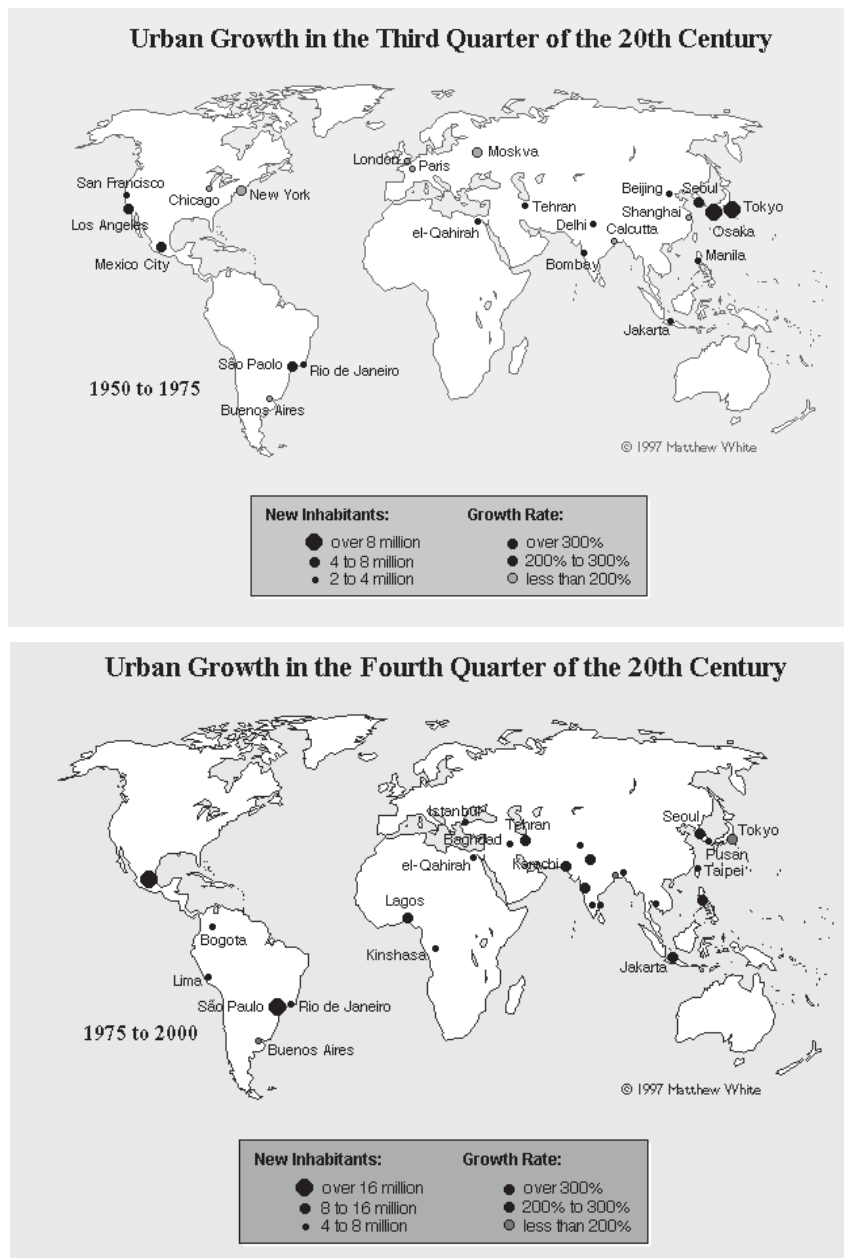 Urban Growth in the Third Quarter of the 20th Century
London
Paris
Moskva
San Francisco
Chicago
New York
Los Angeles
Mexico City
Tehran
el-Qahirah
Delhi
Bombay
Calcutta
Beijing
Seoul
Shanghai
Tokyo
Osaka
Manila
Jakarta
São Paolo
Rio de Janeiro
Buenos Aires
1950 to 1975
© 1997 Matthew White
New Inhabitants:
over 8 million
4 to 8 million
2 to 4 million
Growth Rate:
over 300%
200% to 300%
less than 200%
Urban Growth in the Fourth Quarter of the 20th Century
Istanbul
Tehran
Baghdad
el-Qahirah
Karachi
Seoul
Tokyo
Pusan
Taipei
Lagos
Kinshasa
Bogota
Lima
São Paulo
Rio de Janeiro
Buenos Aires
Jakarta
1975 to 2000
© 1997 Matthew White
New Inhabitants:
over 16 million
8 to 16 million
4 to 8 million
Growth Rate:
over 300%
200% to 300%
less than 200%